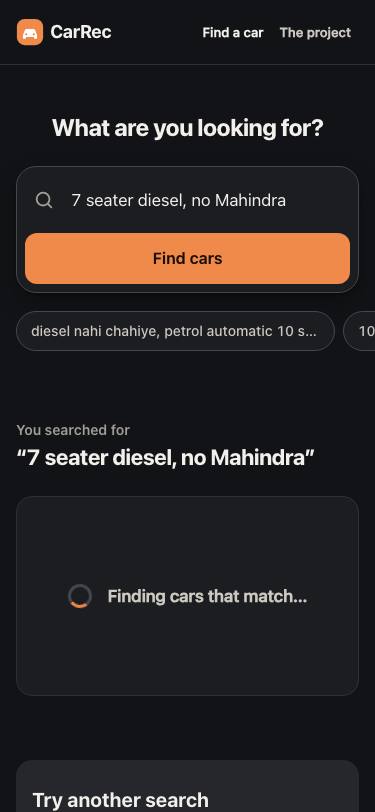 CarRec
Find a car
The project
What are you looking for?
7 seater diesel, no Mahindra
Find cars
diesel nahi chahiye, petrol automatic 10 s...
10
You searched for
“7 seater diesel, no Mahindra”
Finding cars that match...
Try another search